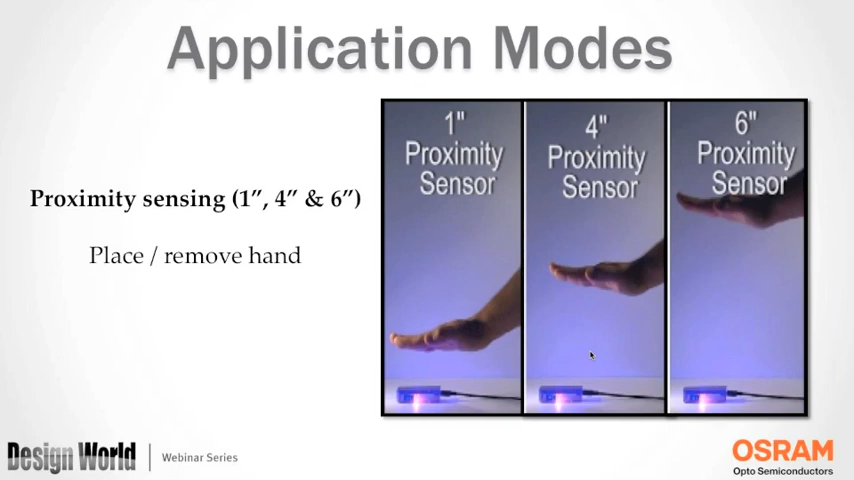 Application Modes
Proximity sensing (1”, 4” & 6”)
Place / remove hand
1"
Proximity
Sensor
4"
Proximity
Sensor
6"
Proximity
Sensor
Design World
Webinar Series
OSRAM
Opto Semiconductors